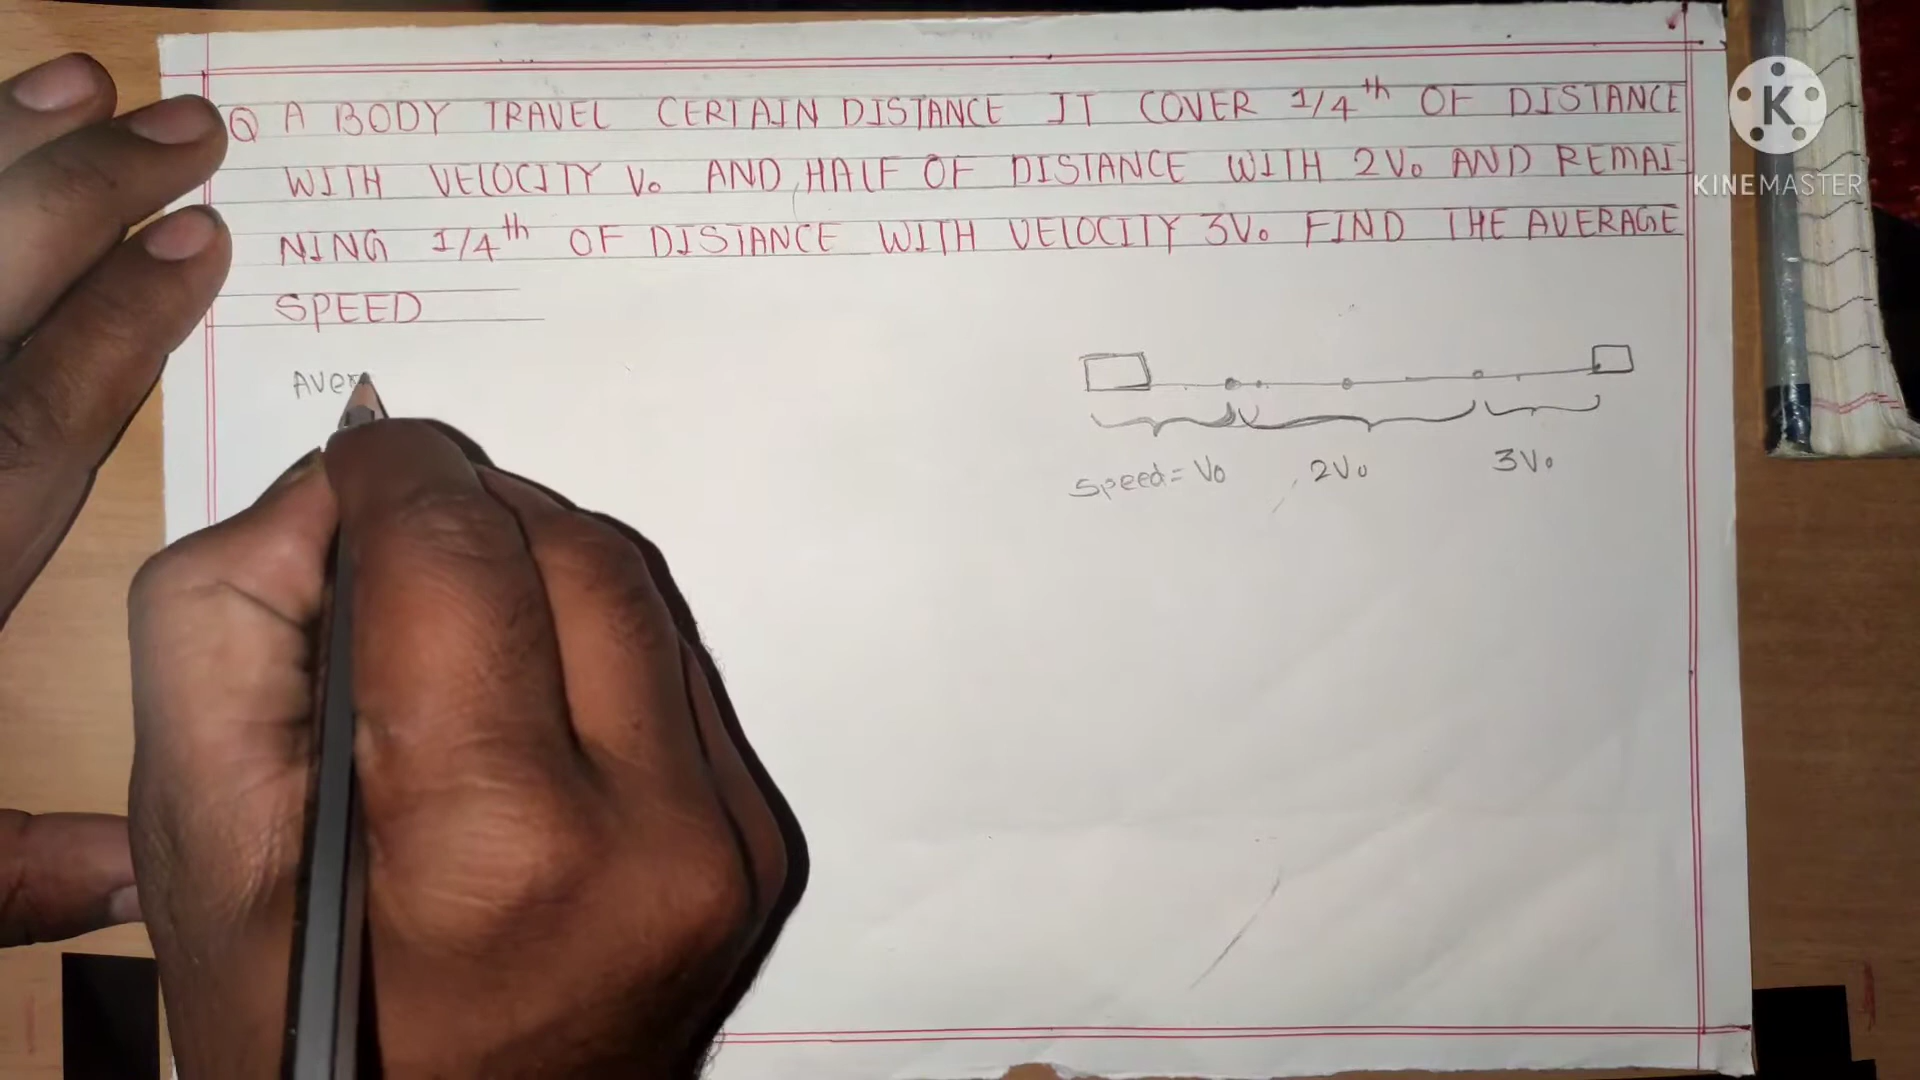 Q A BODY TRAVEL CERTAIN DISTANCE IT COVER 1/4th OF DISTANCE
WITH VELOCITY V₀ AND HALF OF DISTANCE WITH 2V₀ AND REMAI-
NING 1/4th OF DISTANCE WITH VELOCITY 3V₀ FIND THE AVERAGE
SPEED
Aver
Speed = V₀ 2V₀ 3V₀
K
KINEMASTER